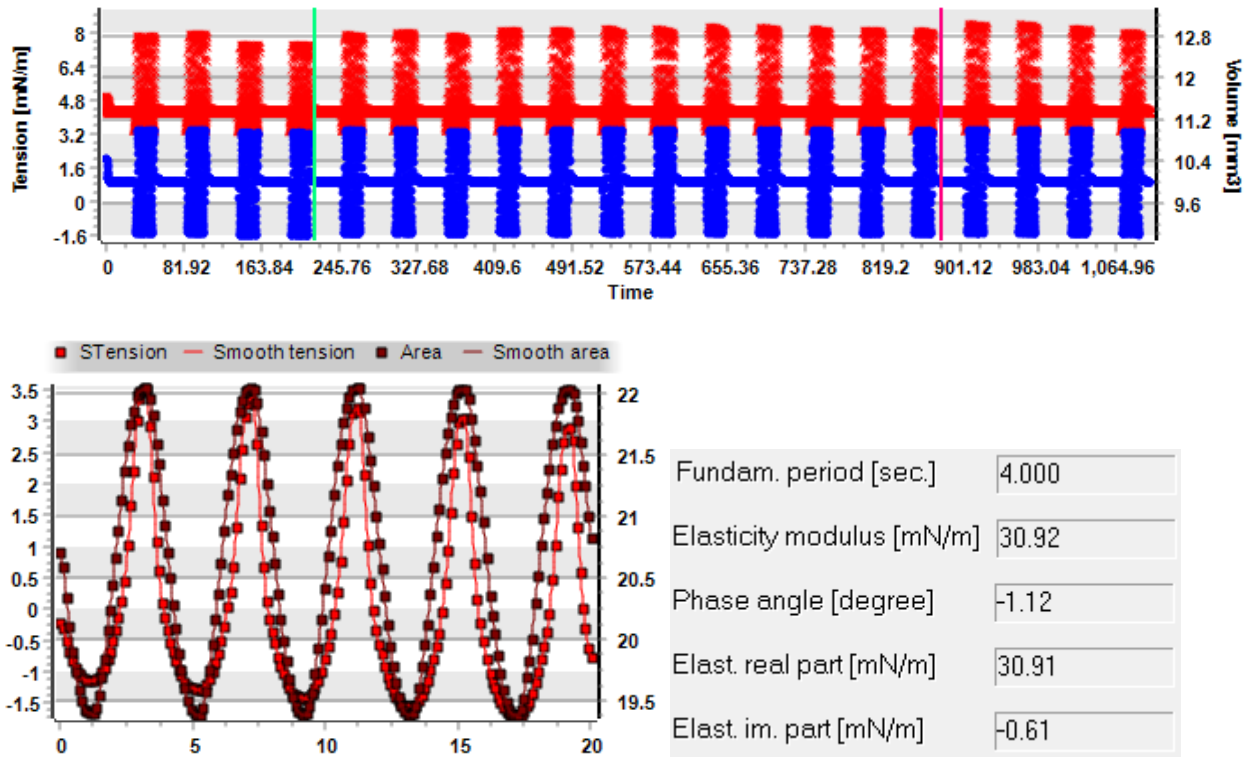 Tension [mN/m]
8
6.4
4.8
3.2
1.6
0
-1.6
12.8
12
11.2
10.4
9.6
Volume [mm3]
0 81.92 163.84 245.76 327.68 409.6 491.52 573.44 655.36 737.28 819.2 901.12 983.04 1,064.96
Time
STension Smooth tension Area Smooth area
3.5
3
2.5
2
1.5
1
0.5
0
-0.5
-1
-1.5
22
21.5
21
20.5
20
19.5
0 5 10 15 20
Fundam. period [sec.] 4.000
Elasticity modulus [mN/m] 30.92
Phase angle [degree] -1.12
Elast. real part [mN/m] 30.91
Elast. im. part [mN/m] -0.61